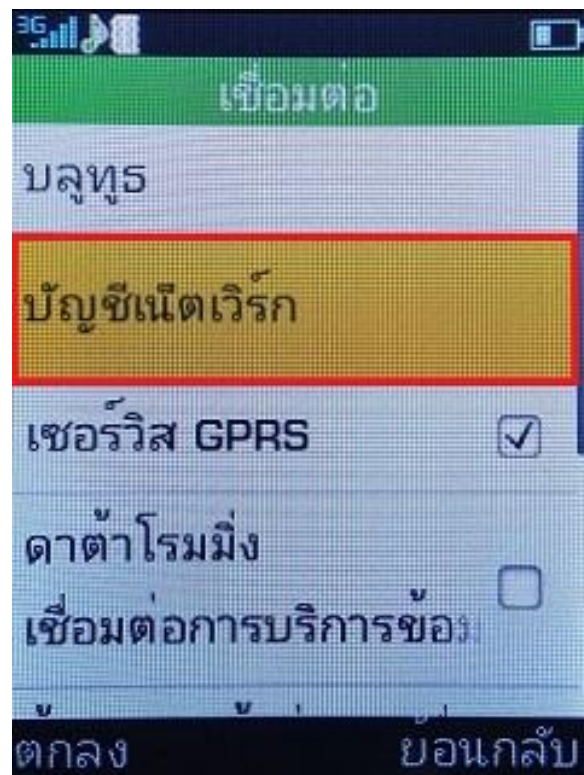 3G
เชื่อมต่อ
บลูทูธ
บัญชีเน็ตเวิร์ก
เซอร์วิส GPRS
ดาต้าโรมมิ่ง
เชื่อมต่อการบริการข้อม
ตกลง
ย้อนกลับ